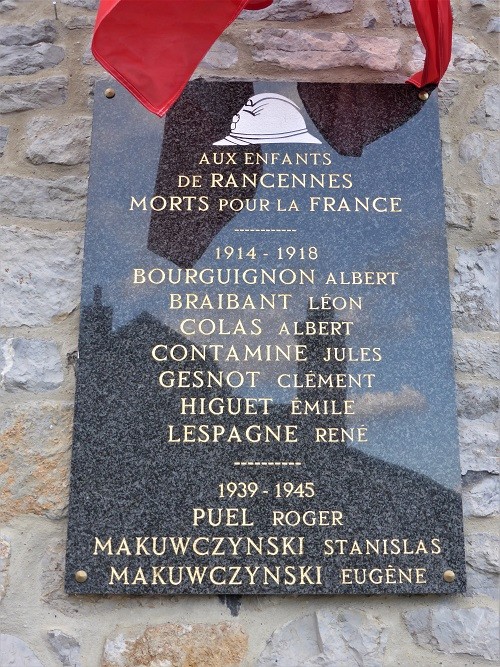 AUX ENFANTS
DE RANCENNES
MORTS POUR LA FRANCE
------------
1914 - 1918
BOURGUIGNON ALBERT
BRAIBANT LÉON
COLAS ALBERT
CONTAMINE JULES
GESNOT CLÉMENT
HIGUET ÉMILE
LESPAGNE RENÉ
----------
1939 - 1945
PUEL ROGER
MAKUWCZYNSKI STANISLAS
MAKUWCZYNSKI EUGÊNE